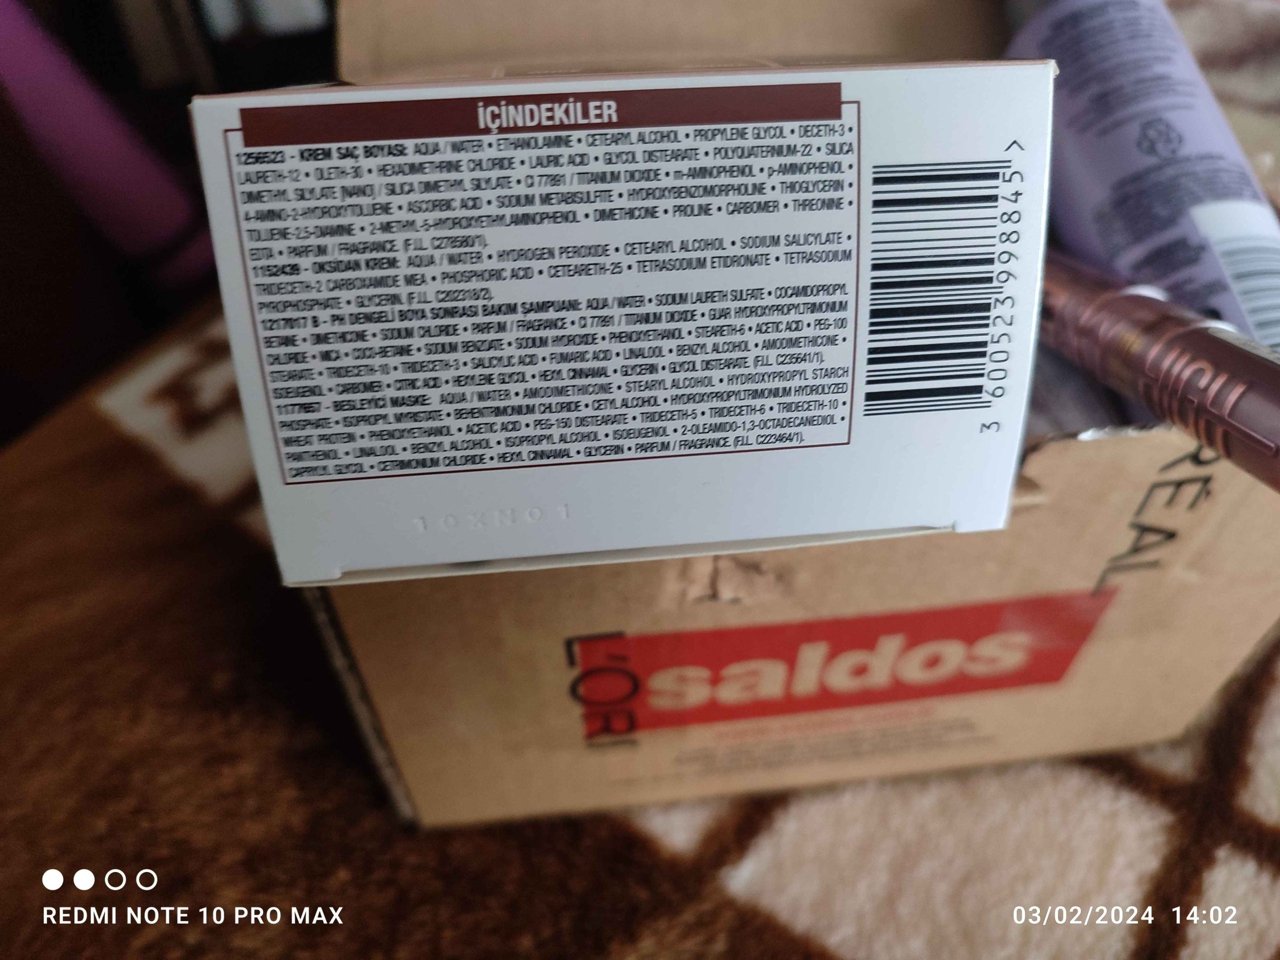 İÇİNDEKİLER
1256523 - KREM SAÇ BOYASI: AQUA / WATER • ETHANOLAMINE • CETEARYL ALCOHOL • PROPYLENE GLYCOL • DECETH-3 •
LAURETH-12 • OLETH-30 • HEXADIMETHRINE CHLORIDE • LAURIC ACID • GLYCOL DISTEARATE • POLYQUATERNIUM-22 • SILICA
DIMETHYL SILYLATE [NANO] / SILICA DIMETHYL SILYLATE • CI 77891 / TITANIUM DIOXIDE • m-AMINOPHENOL • p-AMINOPHENOL •
4-AMINO-2-HYDROXYTOLUENE • ASCORBIC ACID • SODIUM METABISULFITE • HYDROXYBENZOMORPHOLINE • THIOGLYCERIN •
TOLUENE-2,5-DIAMINE • 2-METHYL-5-HYDROXYETHYLAMINOPHENOL • DIMETHICONE • PROLINE • CARBOMER • THREONINE •
EDTA • PARFUM / FRAGRANCE. (F.I.L. C278580/1).
1152439 - OKSİDAN KREM: AQUA / WATER • HYDROGEN PEROXIDE • CETEARYL ALCOHOL • SODIUM SALICYLATE •
TRIDECETH-2 CARBOXAMIDE MEA • PHOSPHORIC ACID • CETEARETH-25 • TETRASODIUM ETIDRONATE • TETRASODIUM
PYROPHOSPHATE • GLYCERIN. (F.I.L. C202318/2).
1217017 B - PH DENGELİ BOYA SONRASI BAKIM ŞAMPUANI: AQUA / WATER • SODIUM LAURETH SULFATE • COCAMIDOPROPYL
BETAINE • DIMETHICONE • SODIUM CHLORIDE • PARFUM / FRAGRANCE • CI 77891 / TITANIUM DIOXIDE • GUAR HYDROXYPROPYLTRIMONIUM
CHLORIDE • MICA • COCO-BETAINE • SODIUM BENZOATE • SODIUM HYDROXIDE • PHENOXYETHANOL • STEARETH-6 • ACETIC ACID • PEG-100
STEARATE • TRIDECETH-10 • TRIDECETH-3 • SALICYLIC ACID • FUMARIC ACID • LINALOOL • BENZYL ALCOHOL • AMODIMETHICONE •
ISOEUGENOL • CARBOMER • CITRIC ACID • HEXYLENE GLYCOL • HEXYL CINNAMAL • GLYCERIN • GLYCOL DISTEARATE. (F.I.L. C235641/1).
1177657 - BESLEYİCİ MASKE: AQUA / WATER • AMODIMETHICONE • STEARYL ALCOHOL • HYDROXYPROPYL STARCH
PHOSPHATE • ISOPROPYL MYRISTATE • BEHENTRIMONIUM CHLORIDE • CETYL ALCOHOL • HYDROXYPROPYLTRIMONIUM HYDROLYZED
WHEAT PROTEIN • PHENOXYETHANOL • ACETIC ACID • PEG-150 DISTEARATE • TRIDECETH-5 • TRIDECETH-6 • TRIDECETH-10 •
PANTHENOL • LINALOOL • BENZYL ALCOHOL • ISOPROPYL ALCOHOL • ISOEUGENOL • 2-OLEAMIDO-1,3-OCTADECANEDIOL •
CAPRYLYL GLYCOL • CETRIMONIUM CHLORIDE • HEXYL CINNAMAL • GLYCERIN • PARFUM / FRAGRANCE. (F.I.L. C223464/1).
3 600523 998845 >
10XN01
L'OR
RÉAL
saldos
REDMI NOTE 10 PRO MAX
03/02/2024 14:02